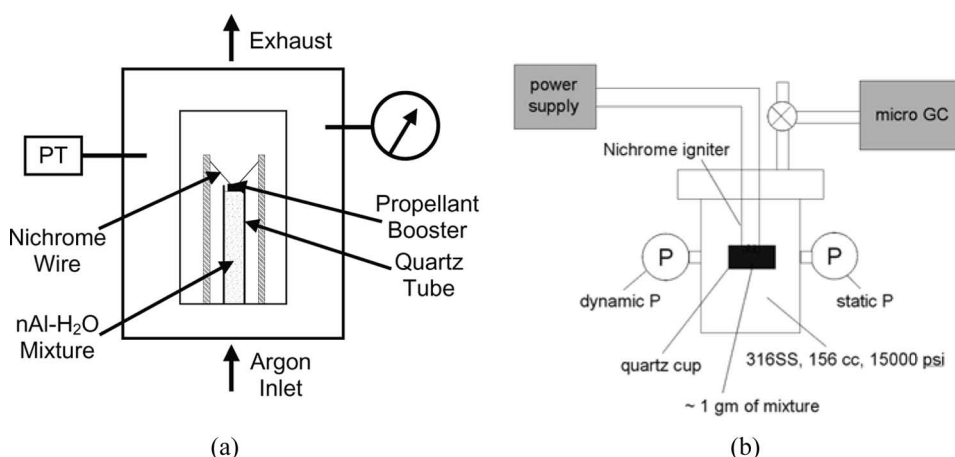 Exhaust
PT
Nichrome
Wire
Propellant
Booster
Quartz
Tube
nAl-H₂O
Mixture
Argon
Inlet
(a)
power
supply
micro GC
Nichrome igniter
P
P
dynamic P
static P
quartz cup
316SS, 156 cc, 15000 psi
~ 1 gm of mixture
(b)